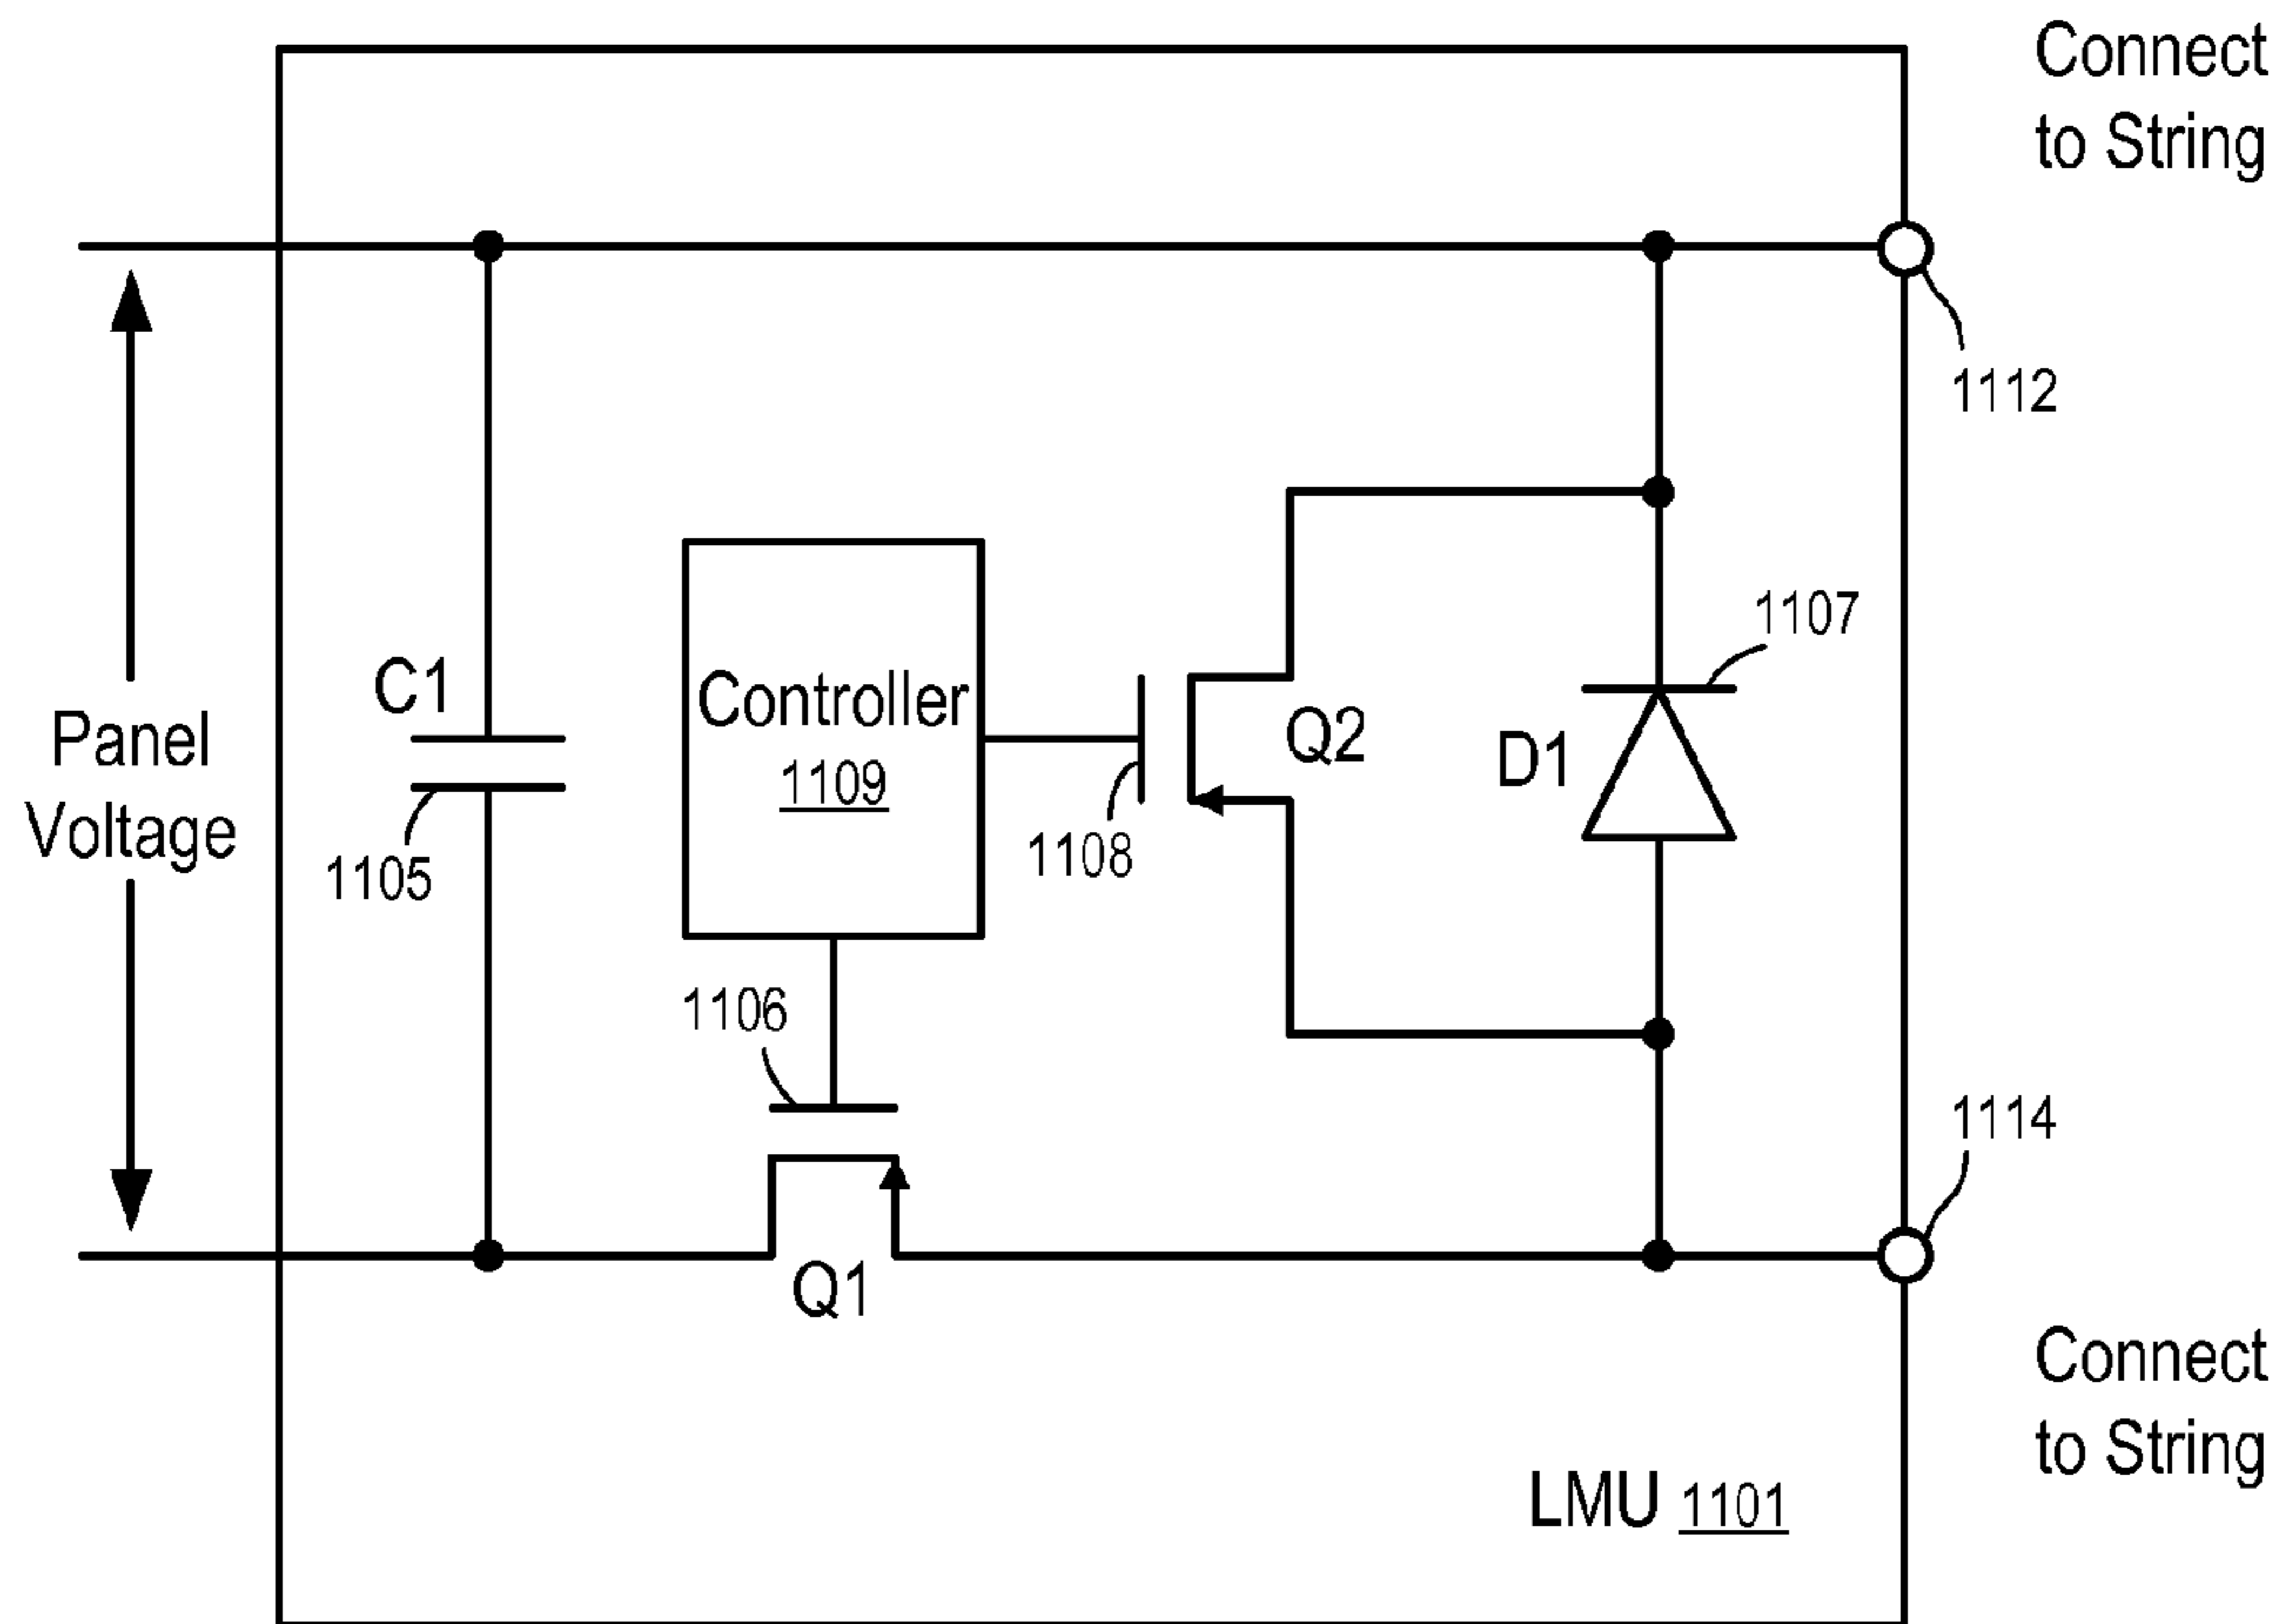 Connect
to String
1112
1107
C1
Controller
1109
Q2
D1
Panel
Voltage
1105
1108
1106
1114
Q1
Connect
to String
LMU 1101